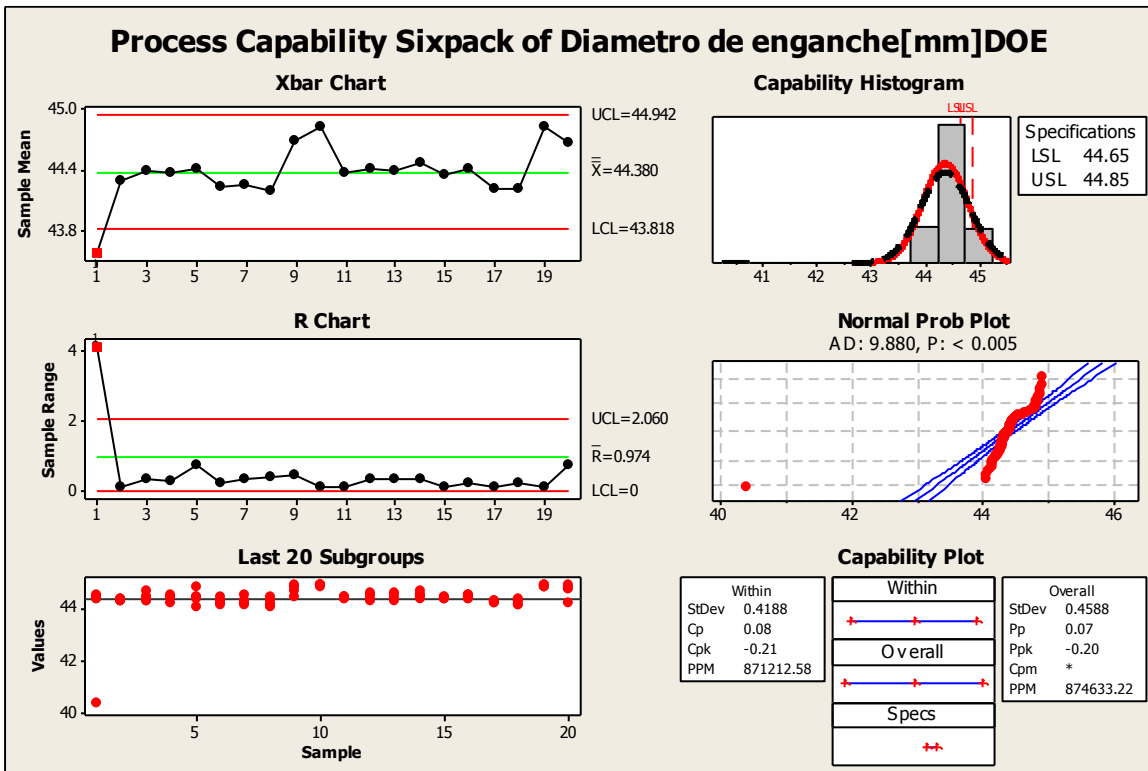 Process Capability Sixpack of Diametro de enganche[mm]DOE
Xbar Chart
Sample Mean
45.0
44.4
43.8
1 3 5 7 9 11 13 15 17 19
1
UCL=44.942
X=44.380
LCL=43.818
R Chart
Sample Range
4
2
0
1 3 5 7 9 11 13 15 17 19
1
UCL=2.060
R=0.974
LCL=0
Last 20 Subgroups
Values
44
42
40
5 10 15 20
Sample
Capability Histogram
LSL USL
Specifications
LSL 44.65
USL 44.85
41 42 43 44 45
Normal Prob Plot
AD: 9.880, P: < 0.005
40 42 44 46
Capability Plot
Within
StDev 0.4188
Cp 0.08
Cpk -0.21
PPM 871212.58
Within
Overall
Specs
Overall
StDev 0.4588
Pp 0.07
Ppk -0.20
Cpm *
PPM 874633.22